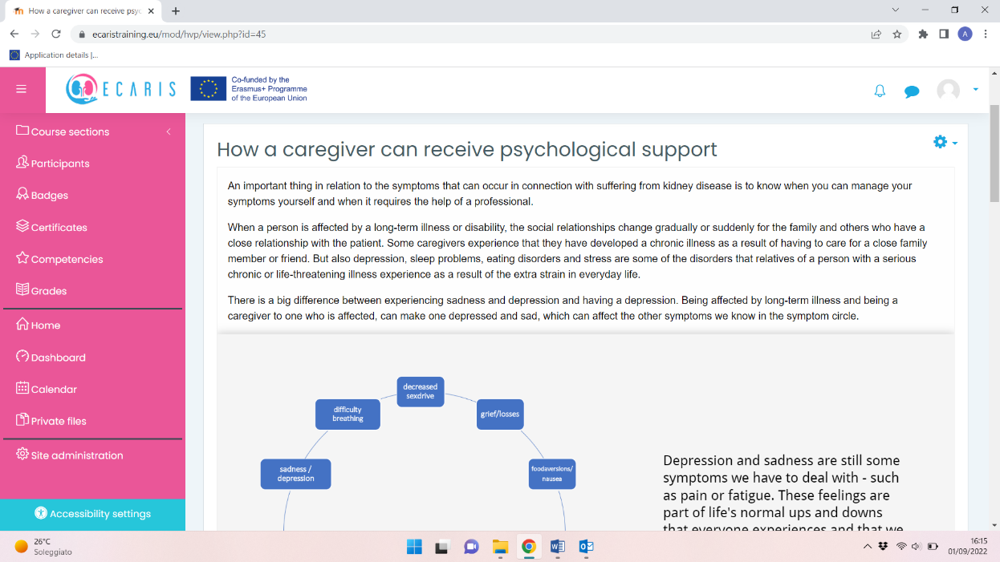 How a caregiver can receive psyc
ecaristraining.eu/mod/hvp/view.php?id=45
A
Application details |...
ECARIS
Co-funded by the
Erasmus+ Programme
of the European Union
Course sections
Participants
Badges
Certificates
Competencies
Grades
Home
Dashboard
Calendar
Private files
Site administration
Accessibility settings
How a caregiver can receive psychological support
An important thing in relation to the symptoms that can occur in connection with suffering from kidney disease is to know when you can manage your
symptoms yourself and when it requires the help of a professional.
When a person is affected by a long-term illness or disability, the social relationships change gradually or suddenly for the family and others who have a
close relationship with the patient. Some caregivers experience that they have developed a chronic illness as a result of having to care for a close family
member or friend. But also depression, sleep problems, eating disorders and stress are some of the disorders that relatives of a person with a serious
chronic or life-threatening illness experience as a result of the extra strain in everyday life.
There is a big difference between experiencing sadness and depression and having a depression. Being affected by long-term illness and being a
caregiver to one who is affected, can make one depressed and sad, which can affect the other symptoms we know in the symptom circle.
decreased
sexdrive
difficulty
breathing
grief/losses
sadness /
depression
foodaversions/
nausea
Depression and sadness are still some
symptoms we have to deal with - such
as pain or fatigue. These feelings are
part of life's normal ups and downs
that everyone experiences and that we
26°C
Soleggiato
16:15
01/09/2022